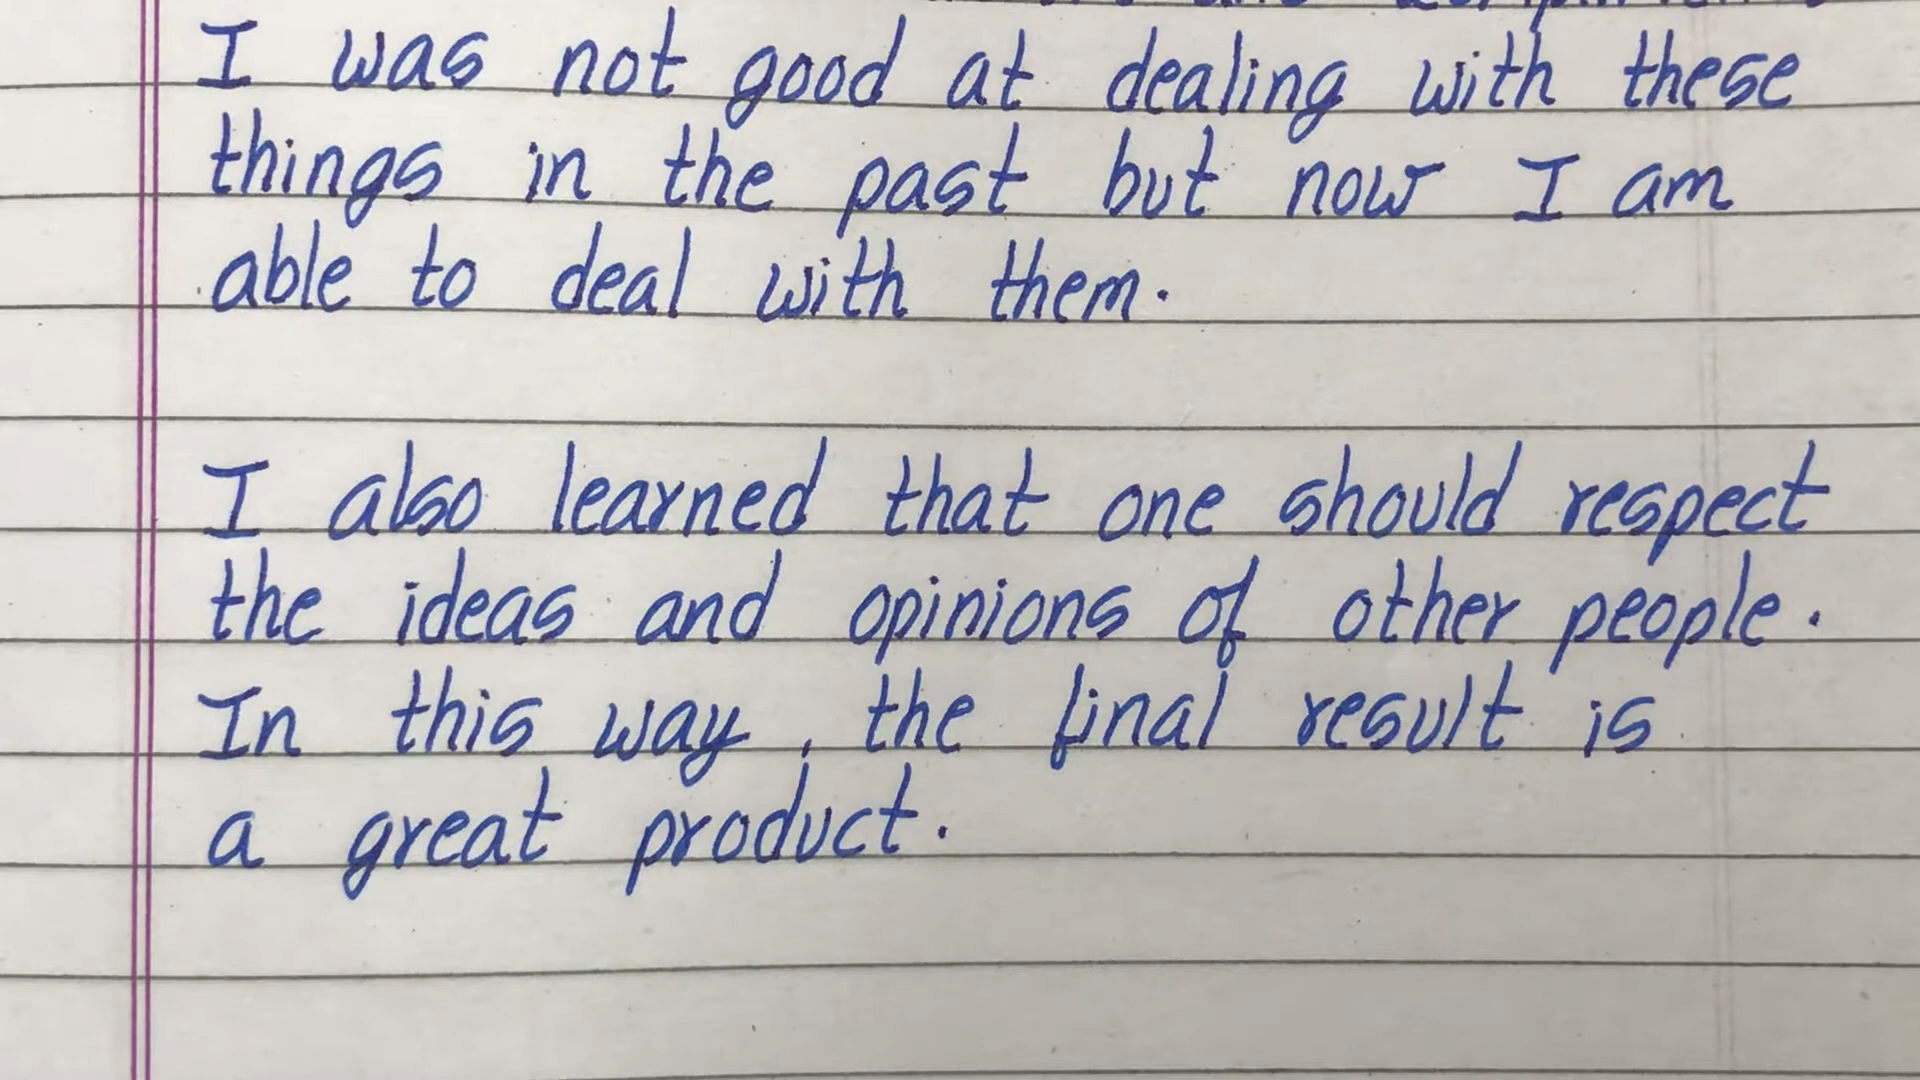 I was not good at dealing with these
things in the past but now I am
able to deal with them.
I also learned that one should respect
the ideas and opinions of other people.
In this way, the final result is
a great product.